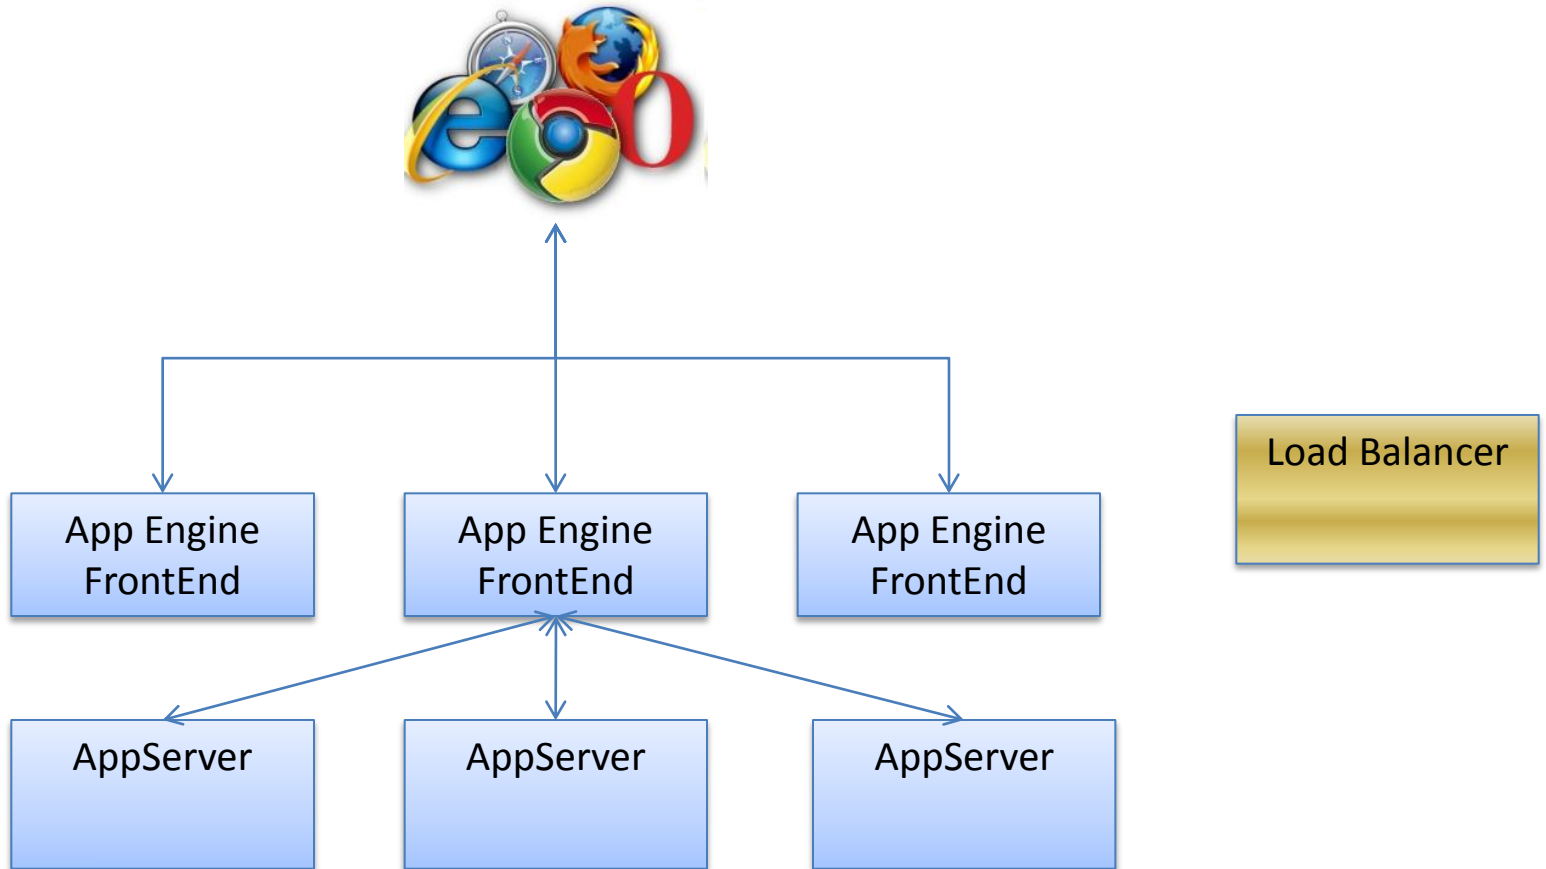 App Engine
FrontEnd
App Engine
FrontEnd
App Engine
FrontEnd
Load Balancer
AppServer
AppServer
AppServer